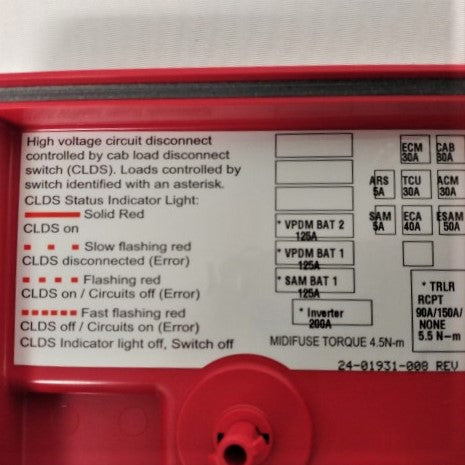 High voltage circuit disconnect
controlled by cab load disconnect
switch (CLDS). Loads controlled by
switch identified with an asterisk.
CLDS Status Indicator Light:
Solid Red
CLDS on
Slow flashing red
CLDS disconnected (Error)
Flashing red
CLDS on / Circuits off (Error)
Fast flashing red
CLDS off / Circuits on (Error)
CLDS Indicator light off, Switch off
* VPDM BAT 2
125A
* VPDM BAT 1
125A
* SAM BAT 1
125A
* Inverter
200A
MIDIFUSE TORQUE 4.5N-m
ECM
30A
CAB
30A
ARS
5A
TCU
30A
ACM
30A
SAM
5A
ECA
40A
ESAM
50A
* TRLR
RCPT
90A/150A/
NONE
5.5 N-m
24-01931-008 REV